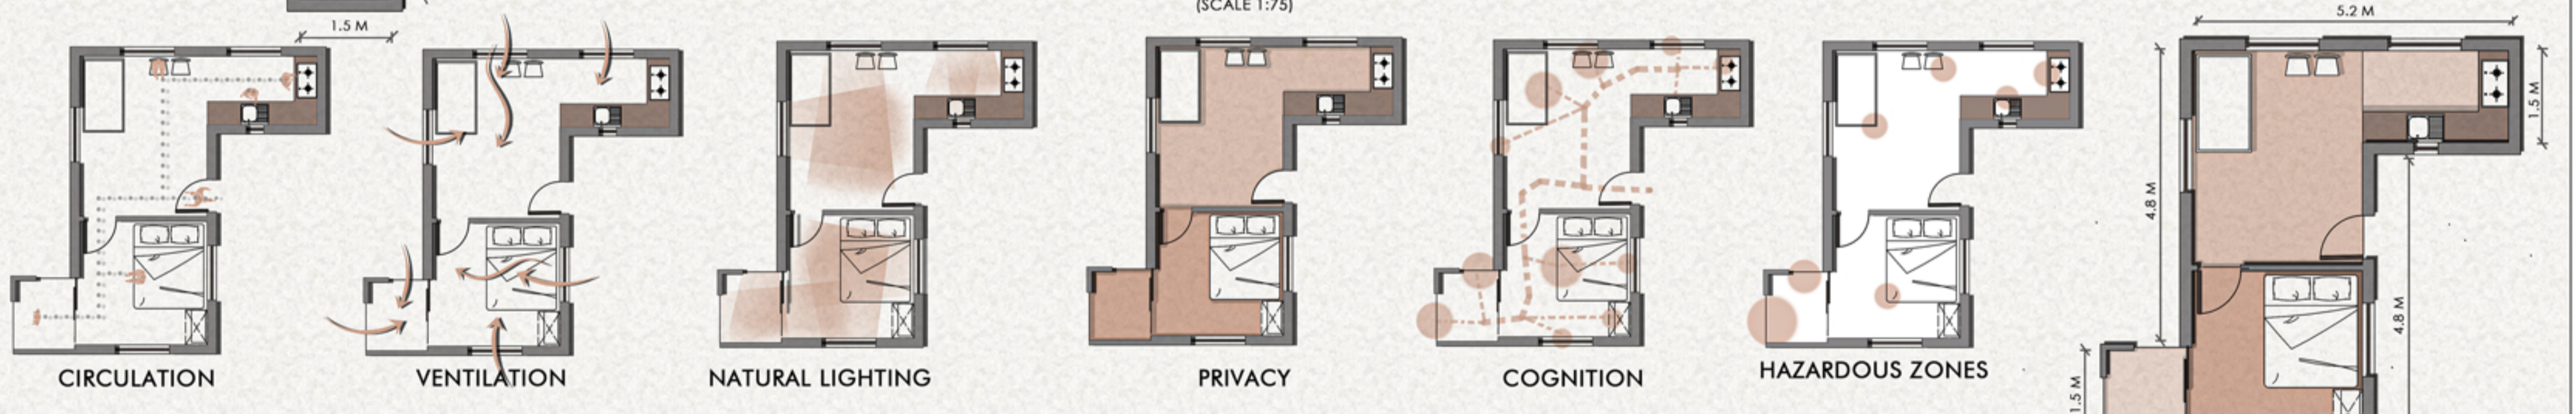 (SCALE 1:75)
1.5 M
5.2 M
1.5 M
4.8 M
4.8 M
1.5 M
CIRCULATION
VENTILATION
NATURAL LIGHTING
PRIVACY
COGNITION
HAZARDOUS ZONES